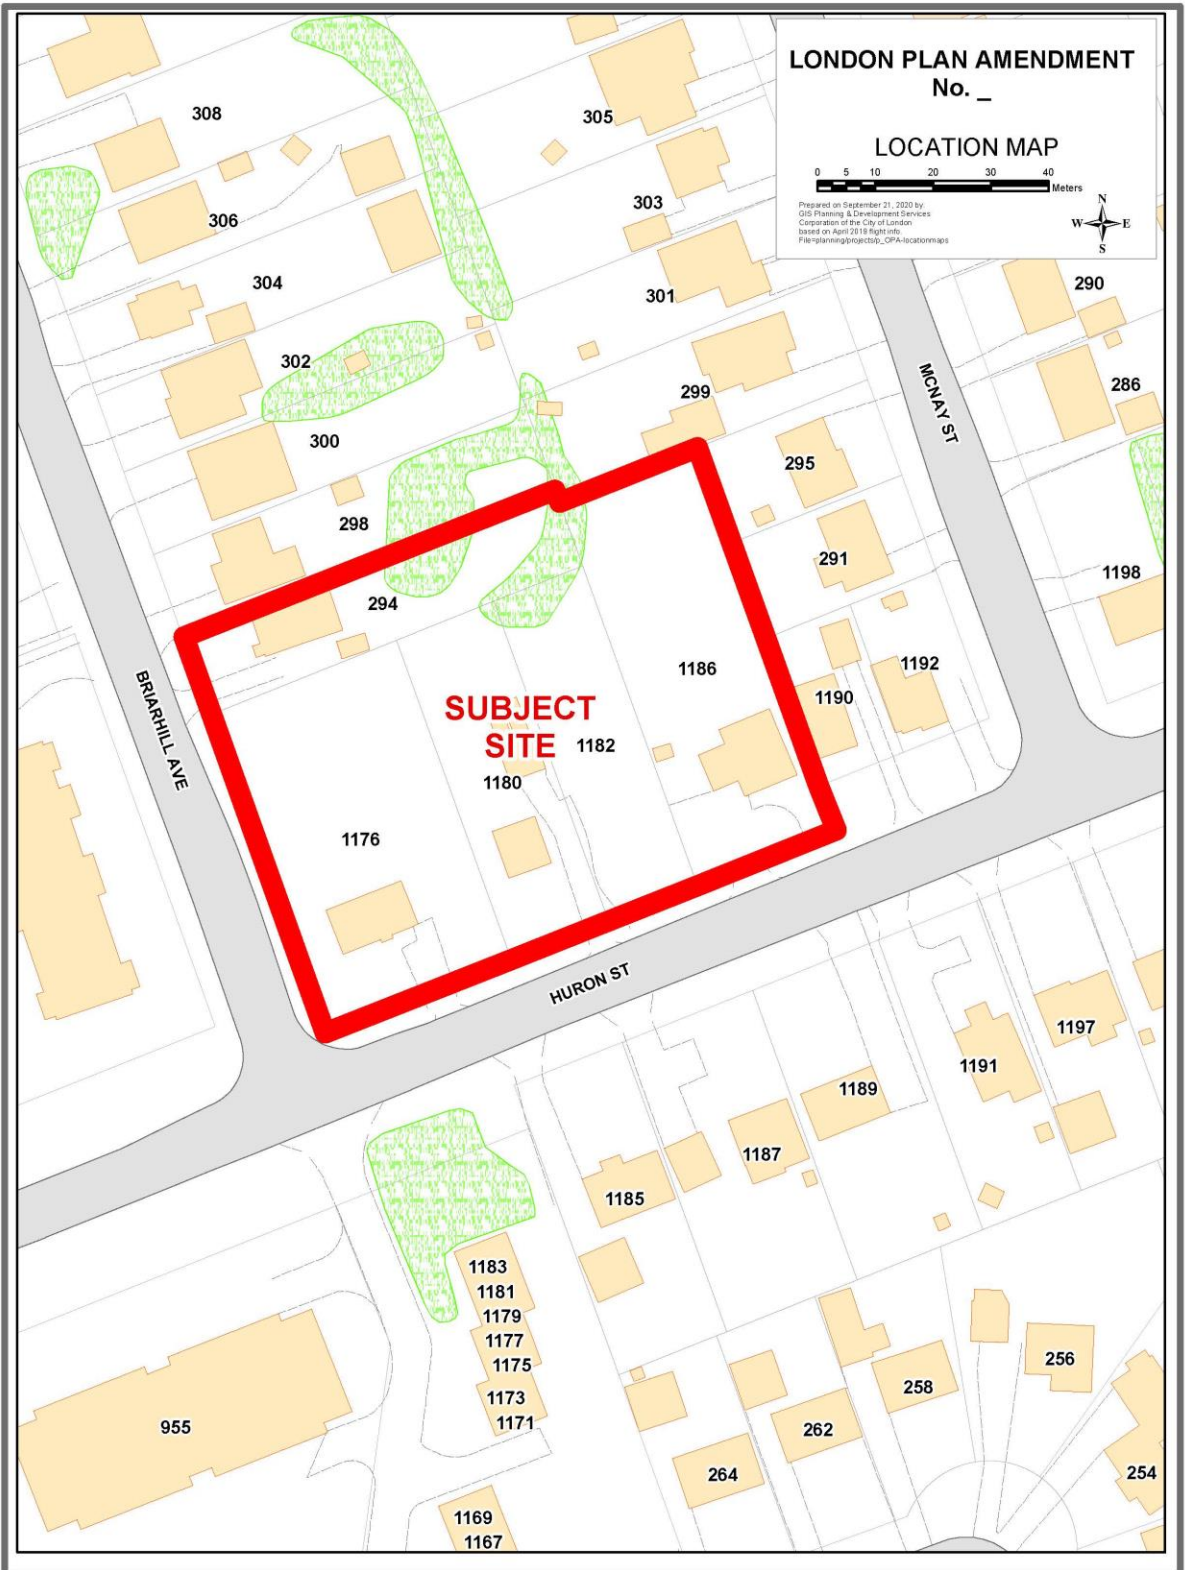 LONDON PLAN AMENDMENT
No. _
LOCATION MAP
0 5 10 20 30 40
Meters
Prepared on September 21, 2020 by:
GIS Planning & Development Services
Corporation of the City of London
based on April 2018 flight info.
File=planning/projects/p_OPA-locationmaps
N
W E
S
308
305
306
303
304
301
290
302
299
MCNAY ST
286
300
295
298
291
1198
294
1192
1186
1190
BRIARHILL AVE
SUBJECT
SITE
1182
1180
1176
HURON ST
1197
1191
1189
1187
1185
1183
1181
1179
1177
1175
1173
1171
256
258
262
264
254
955
1169
1167